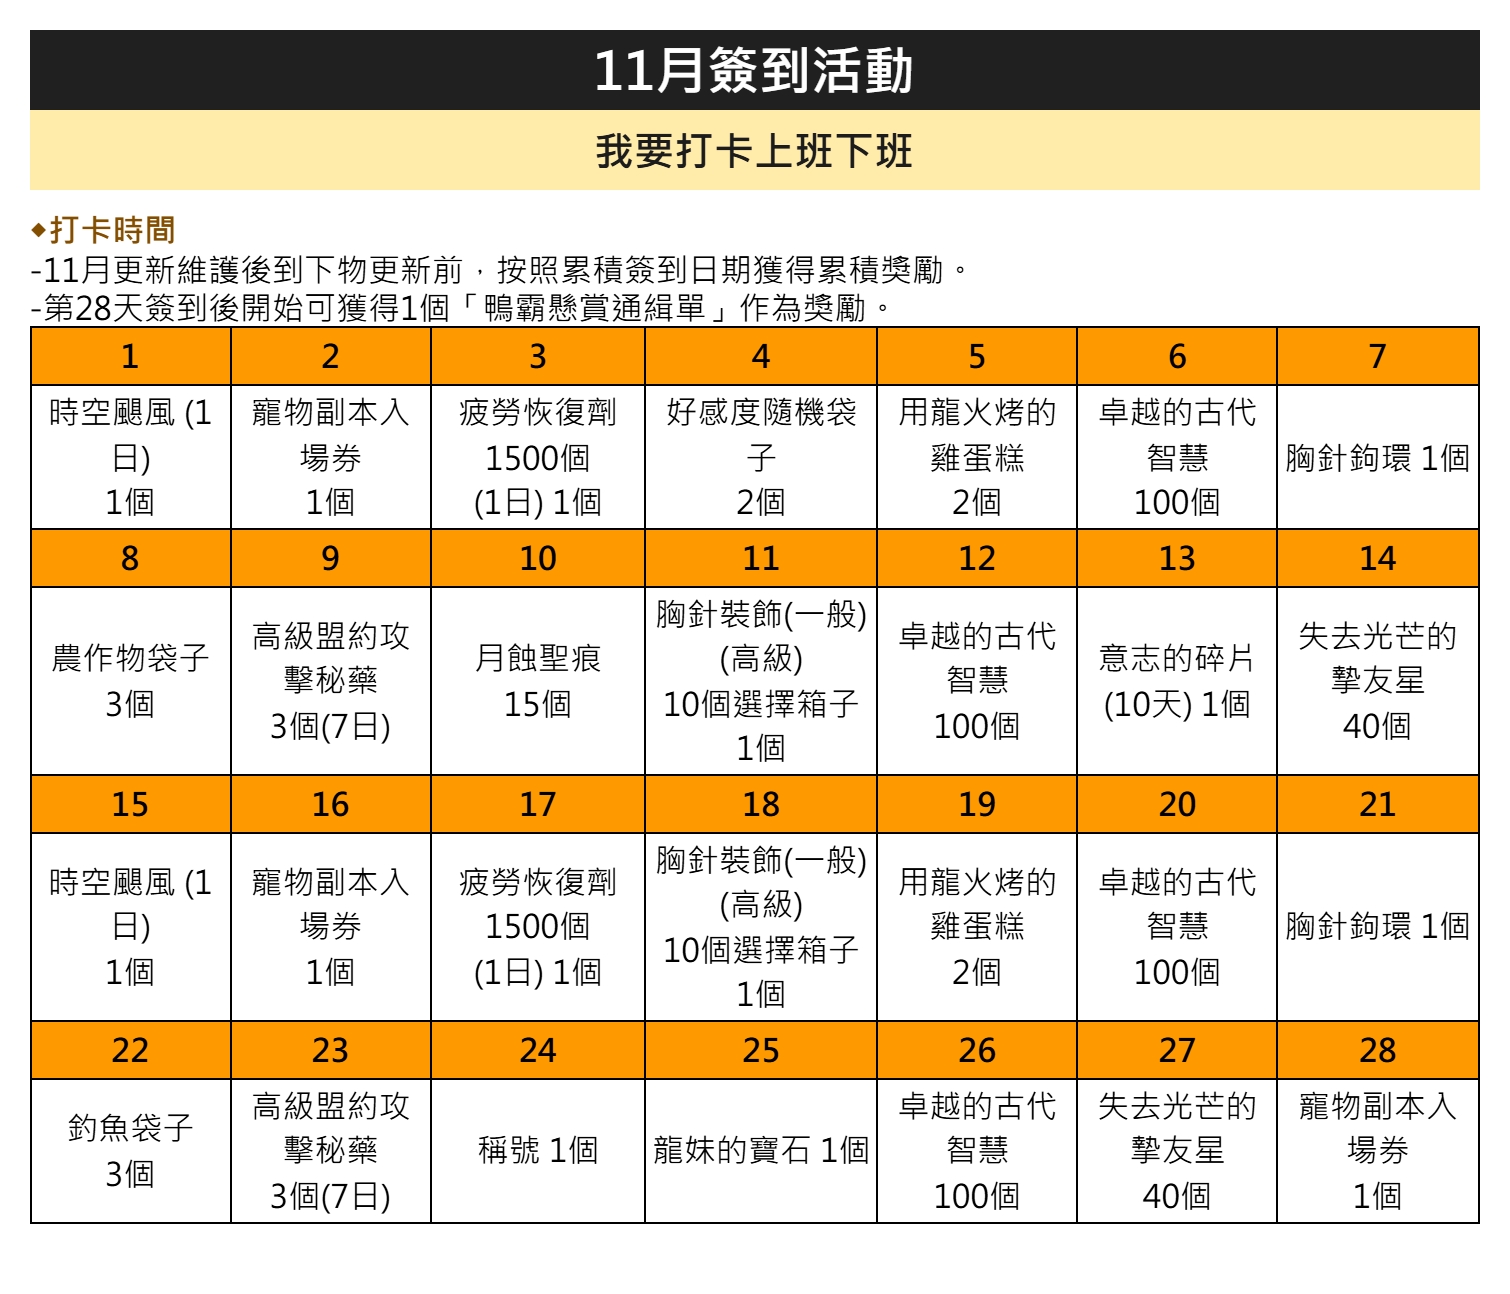 11月簽到活動
我要打卡上班下班
◆打卡時間
-11月更新維護後到下物更新前，按照累積簽到日期獲得累積獎勵。
-第28天簽到後開始可獲得1個「鴨霸懸賞通緝單」作為獎勵。
1 2 3 4 5 6 7
時空颶風 (1
日)
1個
寵物副本入
場券
1個
疲勞恢復劑
1500個
(1日) 1個
好感度隨機袋
子
2個
用龍火烤的
雞蛋糕
2個
卓越的古代
智慧
100個
胸針鉤環 1個
8 9 10 11 12 13 14
農作物袋子
3個
高級盟約攻
擊秘藥
3個(7日)
月蝕聖痕
15個
胸針裝飾(一般)
(高級)
10個選擇箱子
1個
卓越的古代
智慧
100個
意志的碎片
(10天) 1個
失去光芒的
摯友星
40個
15 16 17 18 19 20 21
時空颶風 (1
日)
1個
寵物副本入
場券
1個
疲勞恢復劑
1500個
(1日) 1個
胸針裝飾(一般)
(高級)
10個選擇箱子
1個
用龍火烤的
雞蛋糕
2個
卓越的古代
智慧
100個
胸針鉤環 1個
22 23 24 25 26 27 28
釣魚袋子
3個
高級盟約攻
擊秘藥
3個(7日)
稱號 1個
龍妹的寶石 1個
卓越的古代
智慧
100個
失去光芒的
摯友星
40個
寵物副本入
場券
1個